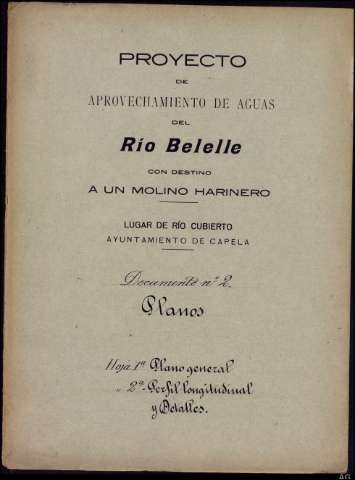 PROYECTO
DE
APROVECHAMIENTO DE AGUAS
DEL
Río Belelle
CON DESTINO
A UN MOLINO HARINERO
LUGAR DE RÍO CUBIERTO
AYUNTAMIENTO DE CAPELA
Documento nº 2.
Planos
Hoja 1ª Plano general
" 2ª Perfil longitudinal
y Detalles.